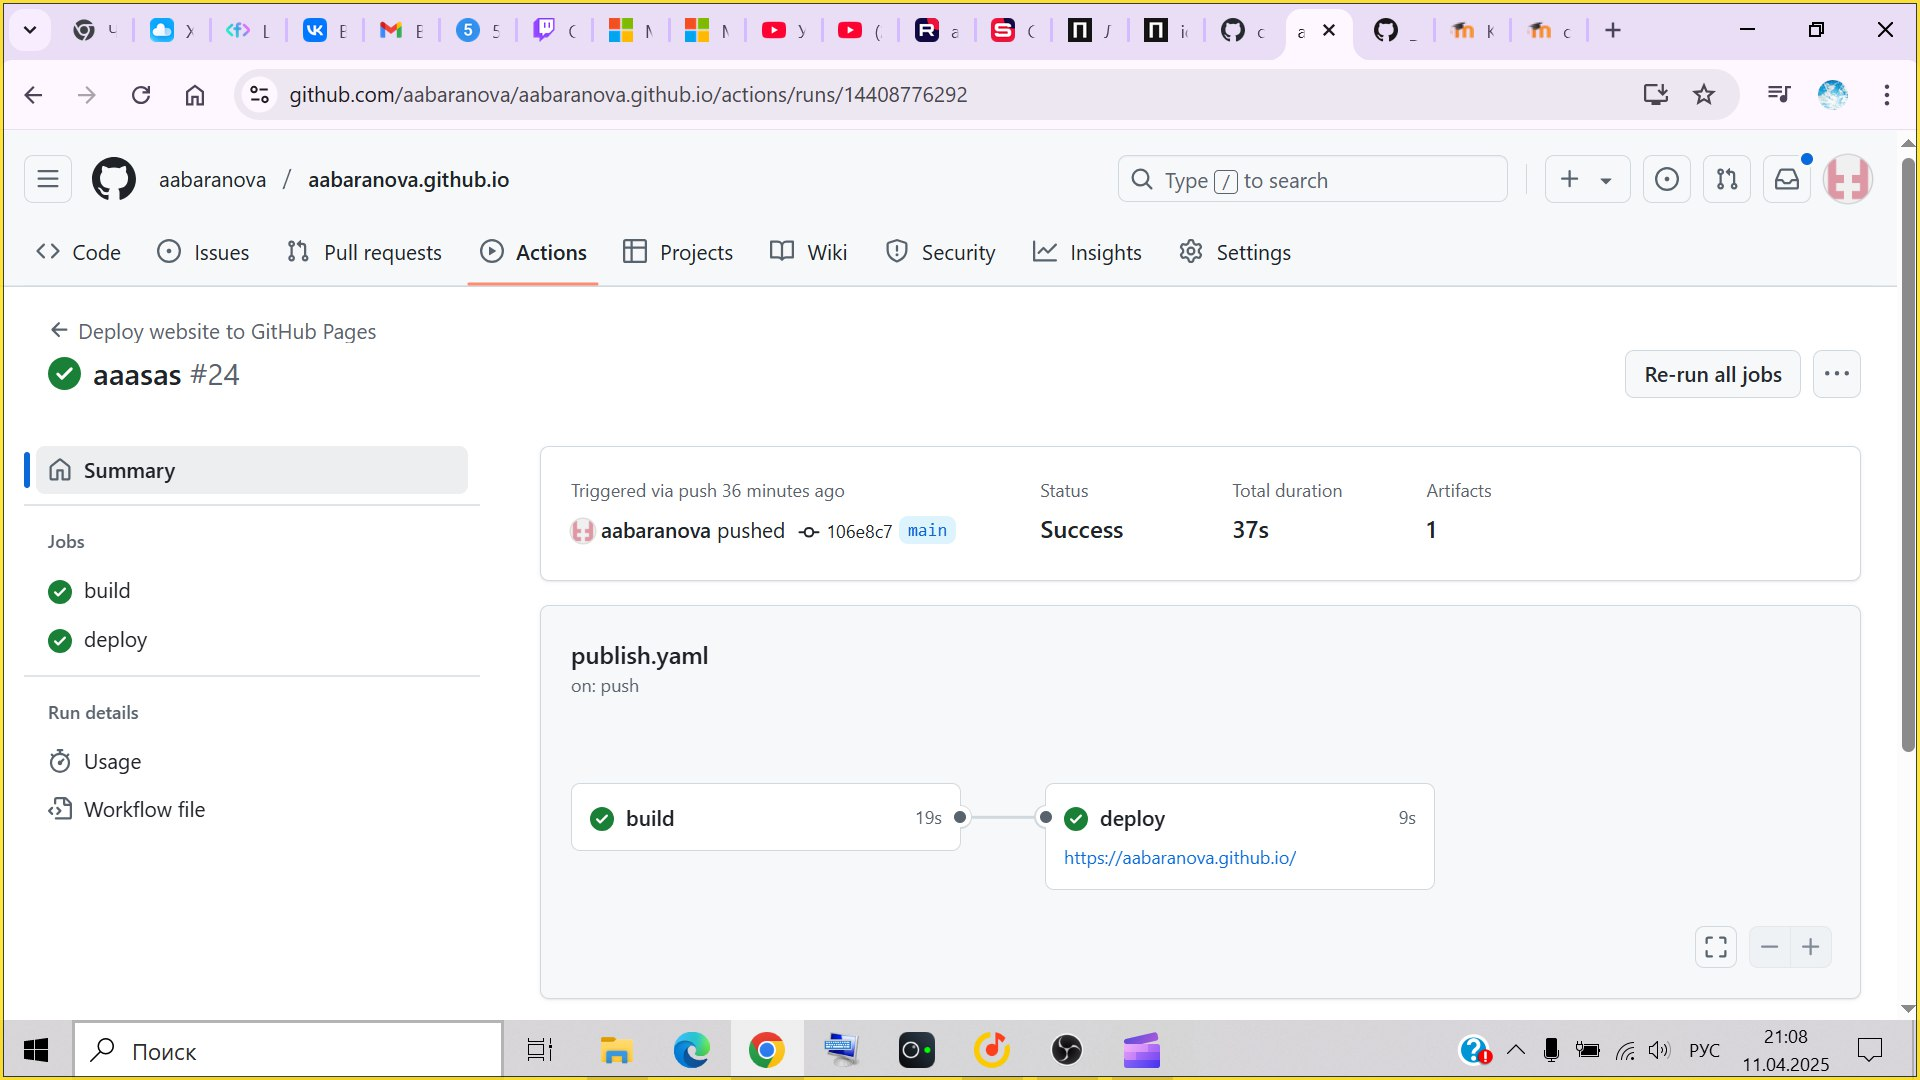 github.com/aabaranova/aabaranova.github.io/actions/runs/14408776292
aabaranova / aabaranova.github.io
Type / to search
Code Issues Pull requests Actions Projects Wiki Security Insights Settings
Deploy website to GitHub Pages
aaasas #24
Re-run all jobs
Summary
Jobs
build
deploy
Run details
Usage
Workflow file
Triggered via push 36 minutes ago
aabaranova pushed 106e8c7 main
Status
Success
Total duration
37s
Artifacts
1
publish.yaml
on: push
build 19s
deploy 9s
https://aabaranova.github.io/
Поиск
РУС
21:08
11.04.2025